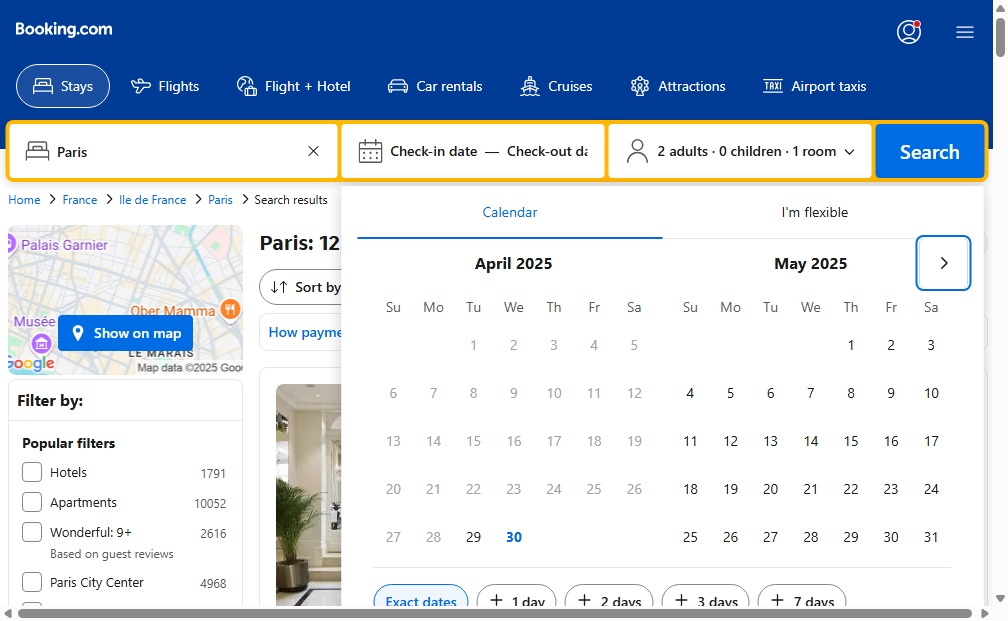 Booking.com
Stays Flights Flight + Hotel Car rentals Cruises Attractions TAXI Airport taxis
Paris Check-in date — Check-out da 2 adults · 0 children · 1 room Search
Home > France > Ile de France > Paris > Search results
Calendar I'm flexible
Palais Garnier
Ober Mamma
Musée
Show on map
LE MARAIS
Google
Map data ©2025 Goo
Filter by:
Popular filters
Hotels 1791
Apartments 10052
Wonderful: 9+ 2616
Based on guest reviews
Paris City Center 4968
Paris: 12
Sort by
How payme
April 2025
Su Mo Tu We Th Fr Sa
1 2 3 4 5
6 7 8 9 10 11 12
13 14 15 16 17 18 19
20 21 22 23 24 25 26
27 28 29 30
May 2025
Su Mo Tu We Th Fr Sa
1 2 3
4 5 6 7 8 9 10
11 12 13 14 15 16 17
18 19 20 21 22 23 24
25 26 27 28 29 30 31
Exact dates + 1 day + 2 days + 3 days + 7 days